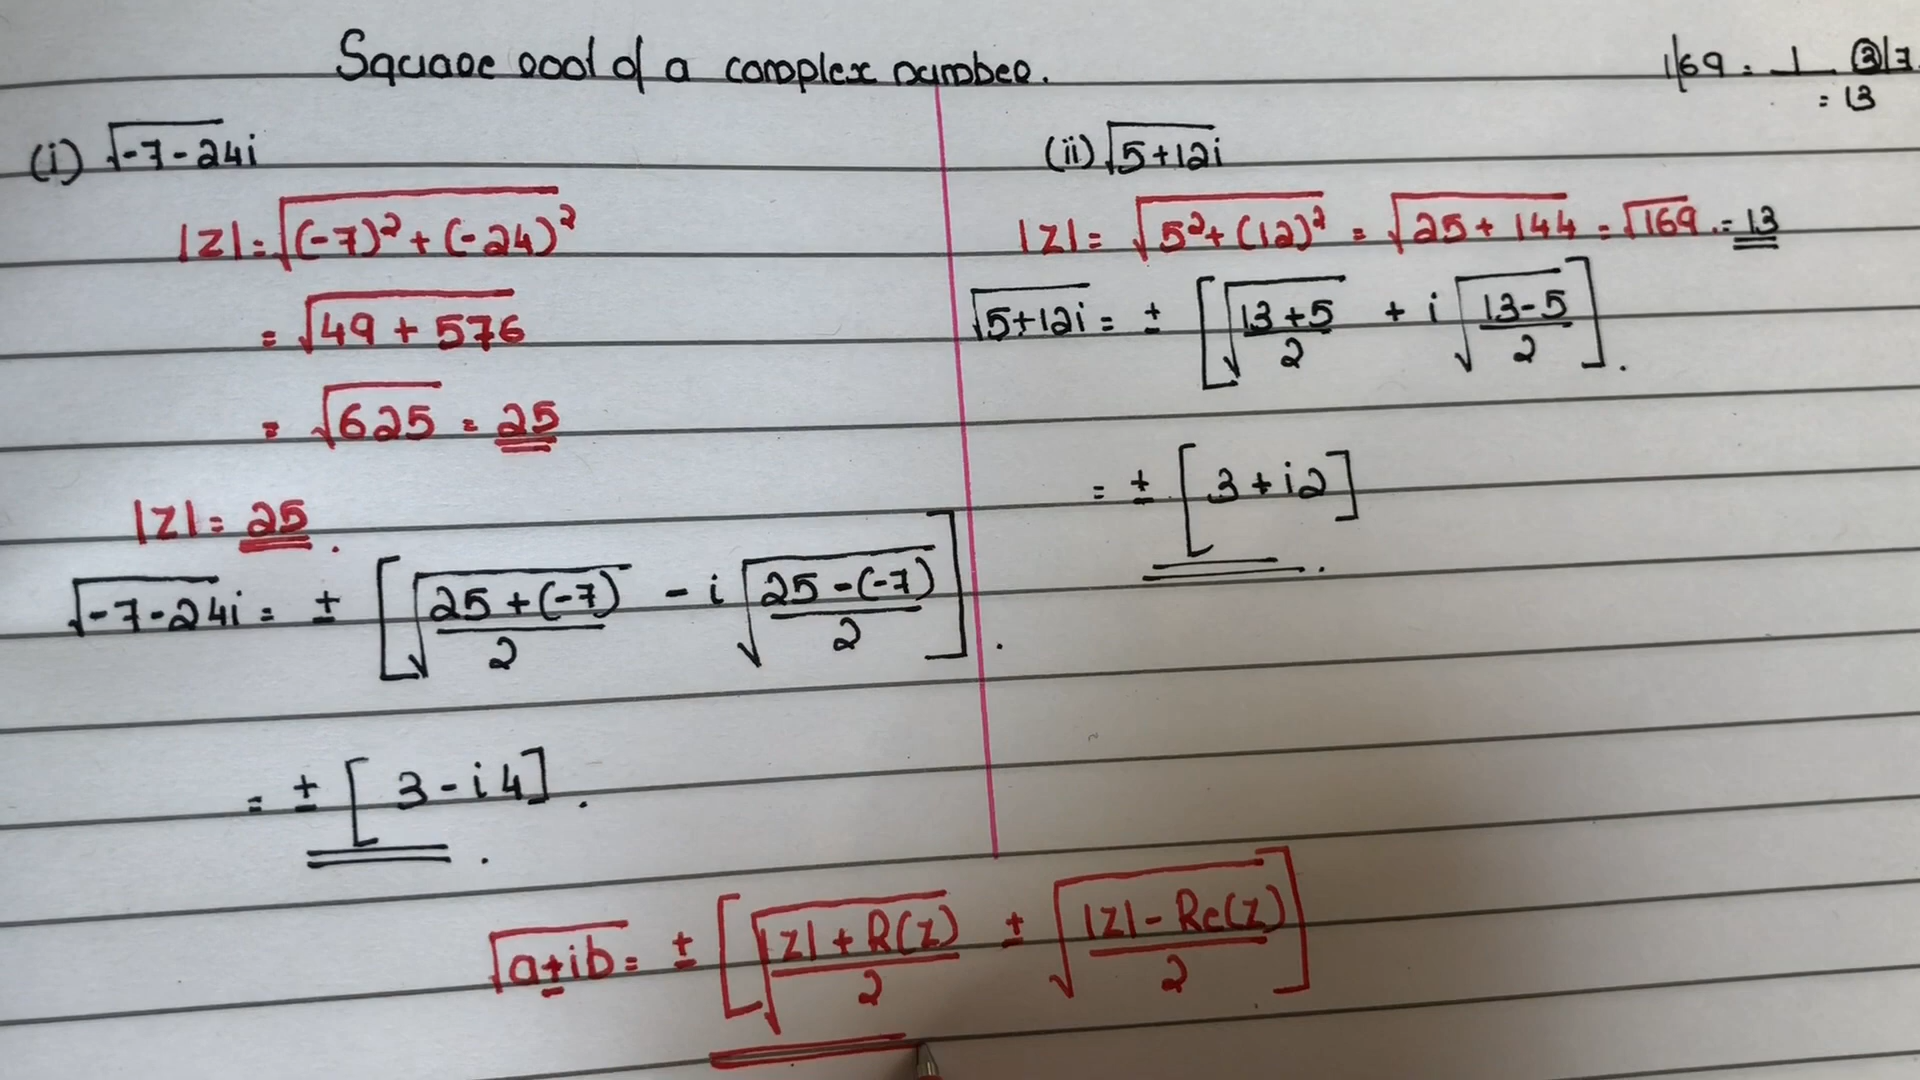 Square root of a complex number.
√169 = 13
= 13
(i) √-7-24i
|z| = √(-7)² + (-24)²
= √49 + 576
= √625 = 25
|z| = 25.
√-7-24i = ± [√25+(-7)/2 - i √25-(-7)/2].
= ± [3 - i4].
(ii) √5+12i
|z| = √5² + (12)² = √25 + 144 = √169 = 13
√5+12i = ± [√13+5/2 + i √13-5/2].
= ± [3 + i2].
√a±ib = ± [√|z|+R(z)/2 ± √|z|-Re(z)/2]